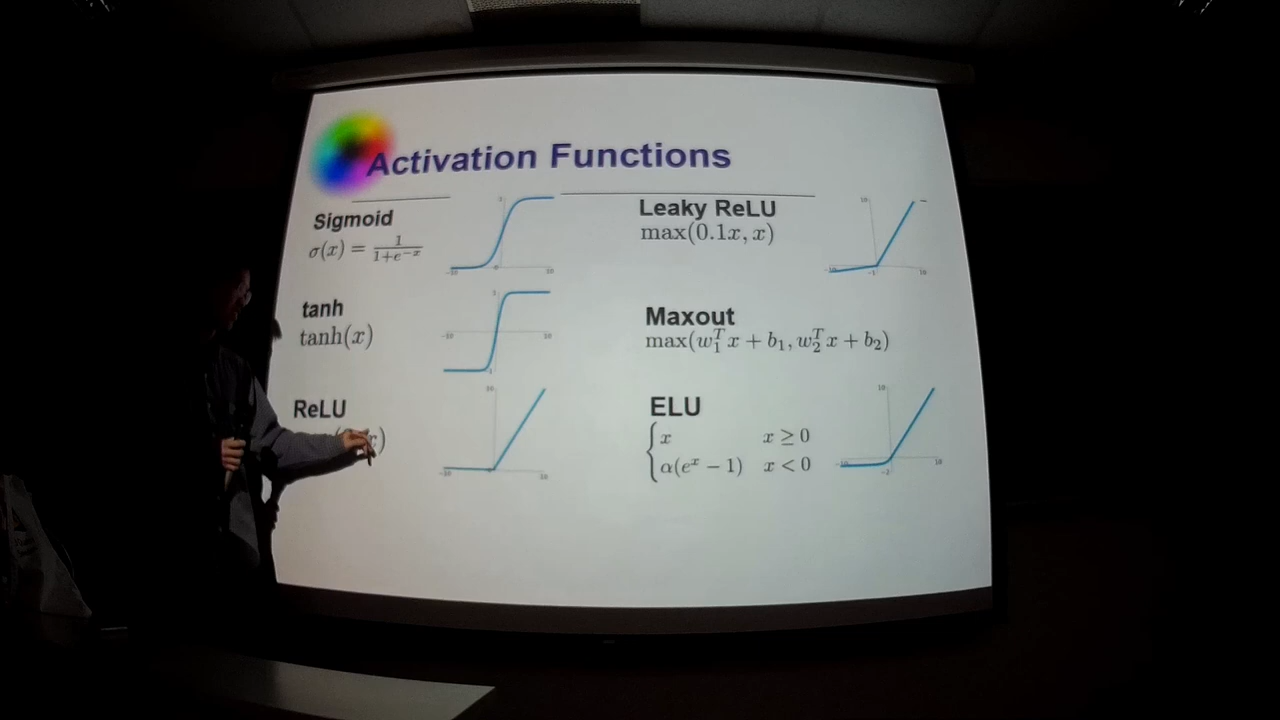 Activation Functions
Sigmoid
σ(x) = 1/(1+e^{-x})
tanh
tanh(x)
ReLU
x)
Leaky ReLU
max(0.1x, x)
Maxout
max(w_1^T x + b_1, w_2^T x + b_2)
ELU
{ x x ≥ 0
α(e^x − 1) x < 0